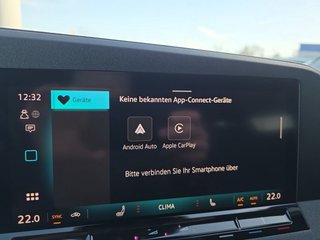 12:32
Geräte
Keine bekannten App-Connect-Geräte
Android Auto
Apple CarPlay
Bitte verbinden Sie Ihr Smartphone über
22.0
SYNC
CLIMA
A/C
AUTO
22.0